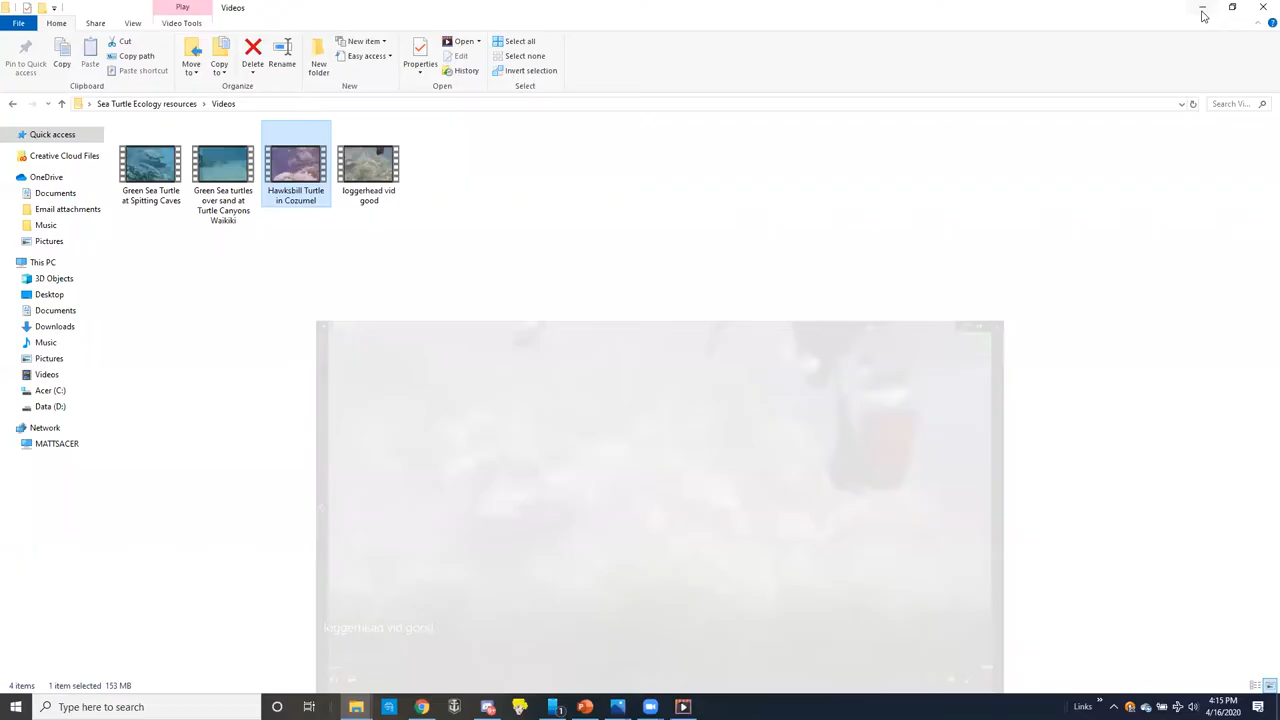 Play Videos
File Home Share View Video Tools
Pin to Quick access
Copy
Paste
Cut
Copy path
Paste shortcut
Clipboard
Move to
Copy to
Delete
Rename
Organize
New folder
New item
Easy access
New
Properties
Open
Edit
History
Open
Select all
Select none
Invert selection
Select
Sea Turtle Ecology resources > Videos
Search Vi...
Quick access
Creative Cloud Files
OneDrive
Documents
Email attachments
Music
Pictures
This PC
3D Objects
Desktop
Documents
Downloads
Music
Pictures
Videos
Acer (C:)
Data (D:)
Network
MATTSACER
Green Sea Turtle
at Spitting Caves
Green Sea turtles
over sand at
Turtle Canyons
Waikiki
Hawksbill Turtle
in Cozumel
loggerhead vid
good
loggerhead vid good
4 items 1 item selected 153 MB
Type here to search
Links
4:15 PM
4/16/2020